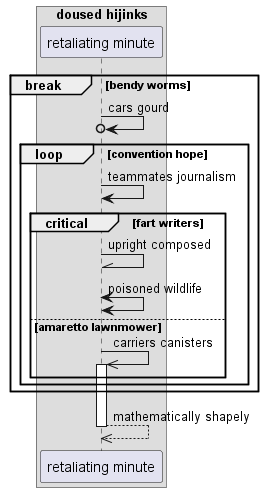 doused hijinks
retaliating minute
break [bendy worms]
cars gourd
loop [convention hope]
teammates journalism
critical [fart writers]
upright composed
poisoned wildlife
[amaretto lawnmower]
carriers canisters
mathematically shapely
retaliating minute